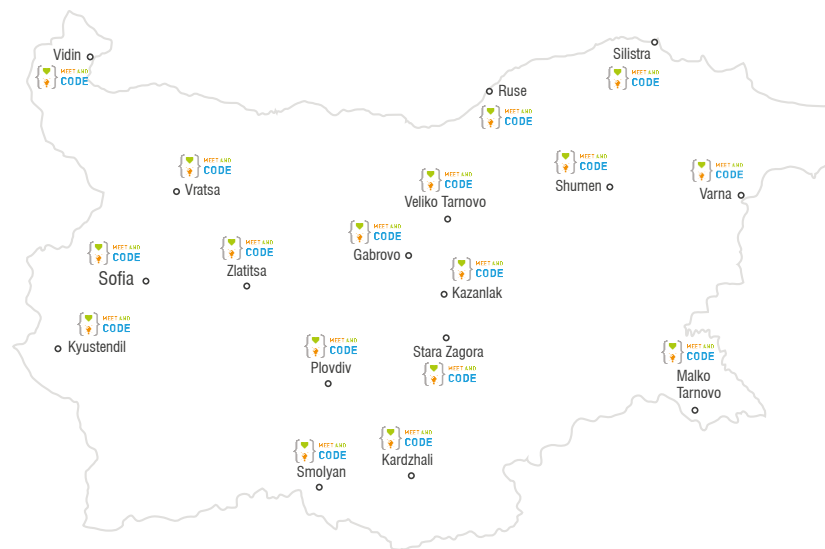 Vidin
MEET AND
CODE
Silistra
MEET AND
CODE
Ruse
MEET AND
CODE
MEET AND
CODE
Vratsa
MEET AND
CODE
Veliko Tarnovo
MEET AND
CODE
Shumen
MEET AND
CODE
Varna
MEET AND
CODE
Gabrovo
MEET AND
CODE
Sofia
MEET AND
CODE
Zlatitsa
MEET AND
CODE
Kazanlak
MEET AND
CODE
Kyustendil
MEET AND
CODE
Plovdiv
Stara Zagora
MEET AND
CODE
MEET AND
CODE
Malko
Tarnovo
MEET AND
CODE
Smolyan
MEET AND
CODE
Kardzhali